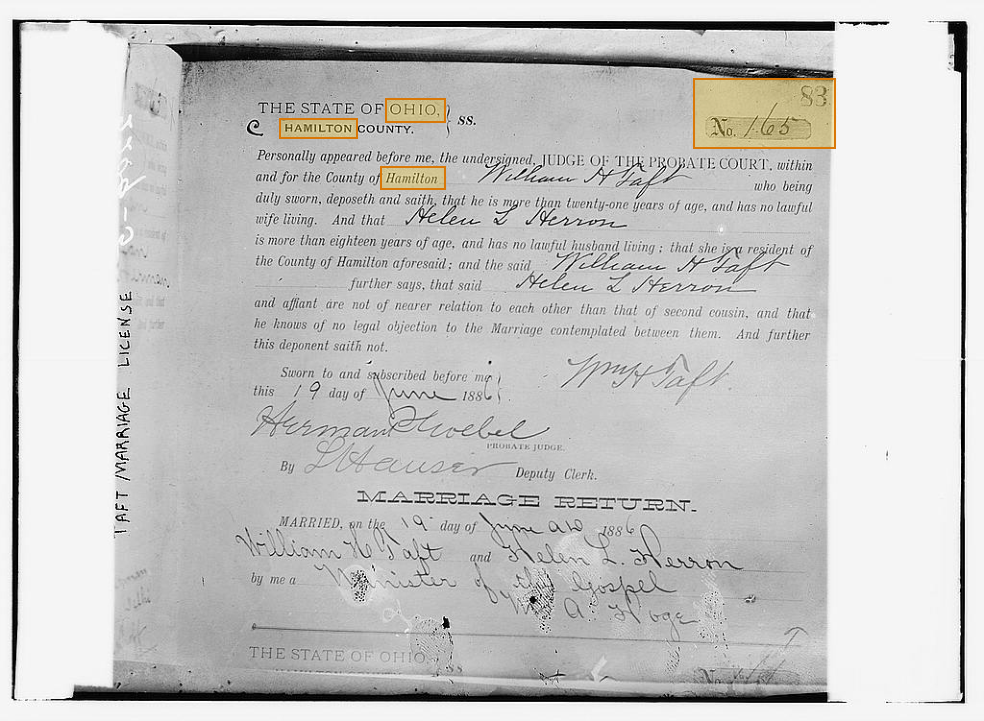 83
THE STATE OF OHIO,
HAMILTON COUNTY. } ss. No. 165
Personally appeared before me, the undersigned, JUDGE OF THE PROBATE COURT, within
and for the County of Hamilton William H Taft who being
duly sworn, deposeth and saith, that he is more than twenty-one years of age, and has no lawful
wife living. And that Helen L Herron
is more than eighteen years of age, and has no lawful husband living; that she is a resident of
the County of Hamilton aforesaid; and the said William H Taft
further says, that said Helen L Herron
and affiant are not of nearer relation to each other than that of second cousin, and that
he knows of no legal objection to the Marriage contemplated between them. And further
this deponent saith not.
Sworn to and subscribed before me
this 19 day of June 1886 } Wm H Taft.
Herman P Goebel
PROBATE JUDGE.
By L Hauser Deputy Clerk.
MARRIAGE RETURN.
MARRIED, on the 19 day of June AD 1886
William H Taft and Helen L. Herron
by me a Minister of the Gospel
A. Hoge
THE STATE OF OHIO, ss
No.
TAFT MARRIAGE LICENSE